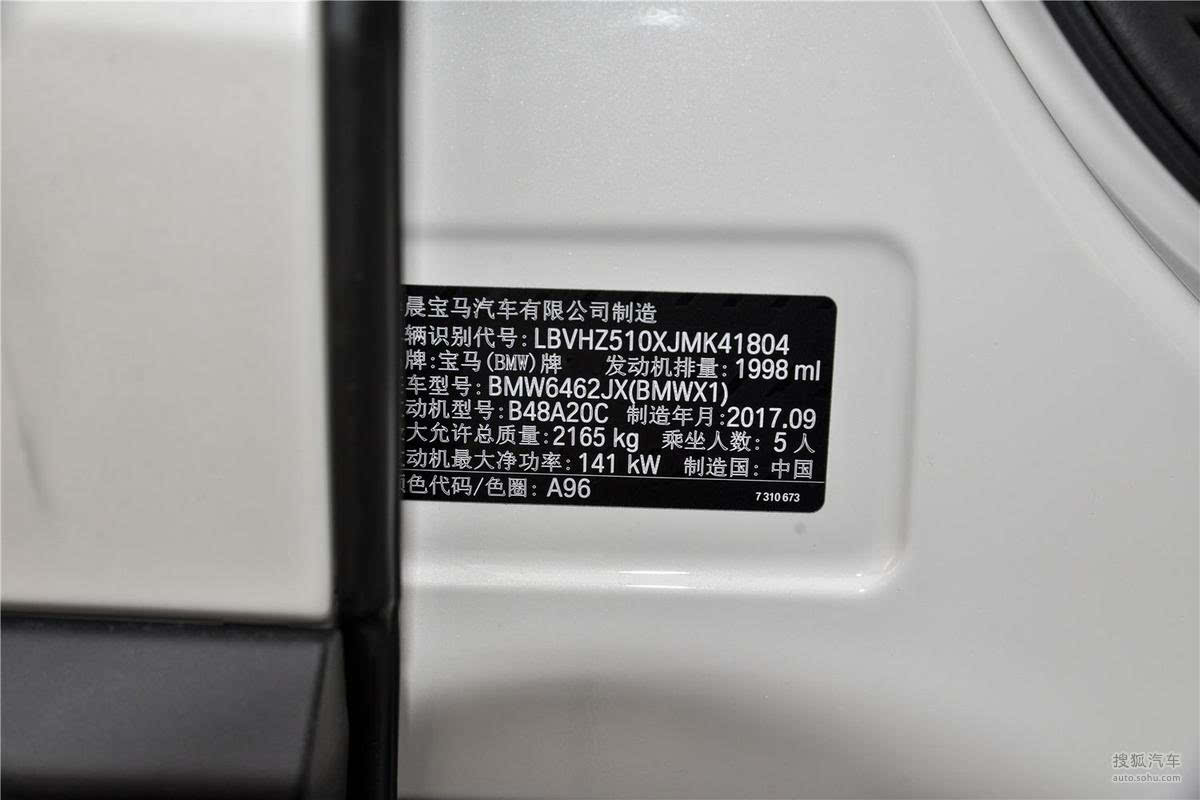 晨宝马汽车有限公司制造
辆识别代号: LBVHZ510XJMK41804
牌:宝马(BMW)牌 发动机排量: 1998 ml
车型号: BMW6462JX(BMWX1)
动机型号: B48A20C 制造年月: 2017.09
大允许总质量: 2165 kg 乘坐人数: 5 人
动机最大净功率: 141 kW 制造国: 中国
色代码/色圈: A96 7 310 673
搜狐汽车
auto.sohu.com